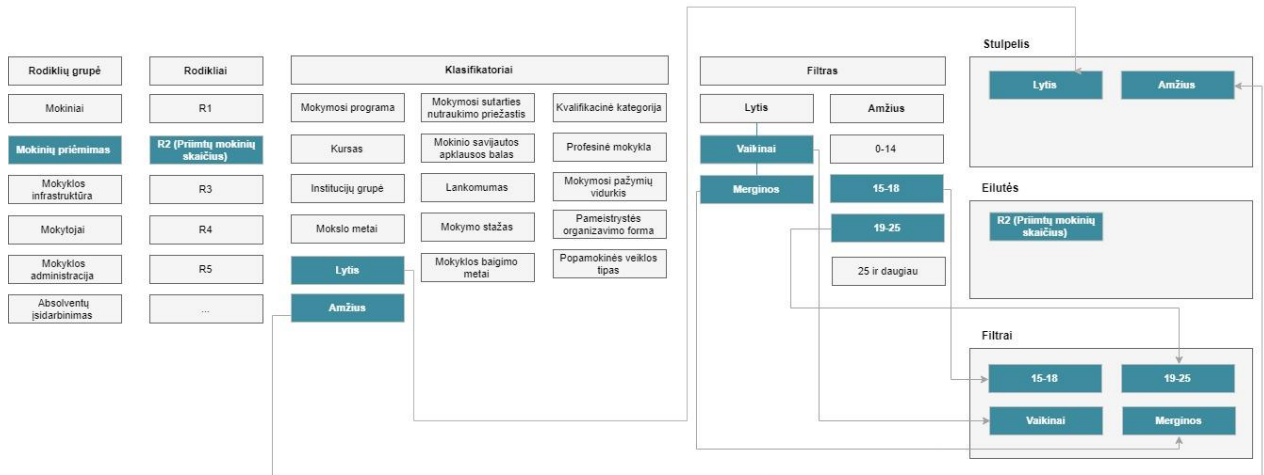 Rodiklių grupė
Mokiniai
Mokinių priėmimas
Mokyklos
infrastruktūra
Mokytojai
Mokyklos
administracija
Absolventų
įsidarbinimas
Rodikliai
R1
R2 (Priimtų mokinių
skaičius)
R3
R4
R5
...
Klasifikatoriai
Mokymosi programa
Kursas
Institucijų grupė
Mokslo metai
Lytis
Amžius
Mokymosi sutarties
nutraukimo priežastis
Mokinio savijautos
apklausos balas
Lankomumas
Mokymo stažas
Mokyklos baigimo
metai
Kvalifikacinė kategorija
Profesinė mokykla
Mokymosi pažymių
vidurkis
Pameistrystės
organizavimo forma
Popamokinės veiklos
tipas
Filtras
Lytis
Vaikinai
Merginos
Amžius
0-14
15-18
19-25
25 ir daugiau
Stulpelis
Lytis
Amžius
Eilutės
R2 (Priimtų mokinių
skaičius)
Filtrai
15-18
19-25
Vaikinai
Merginos